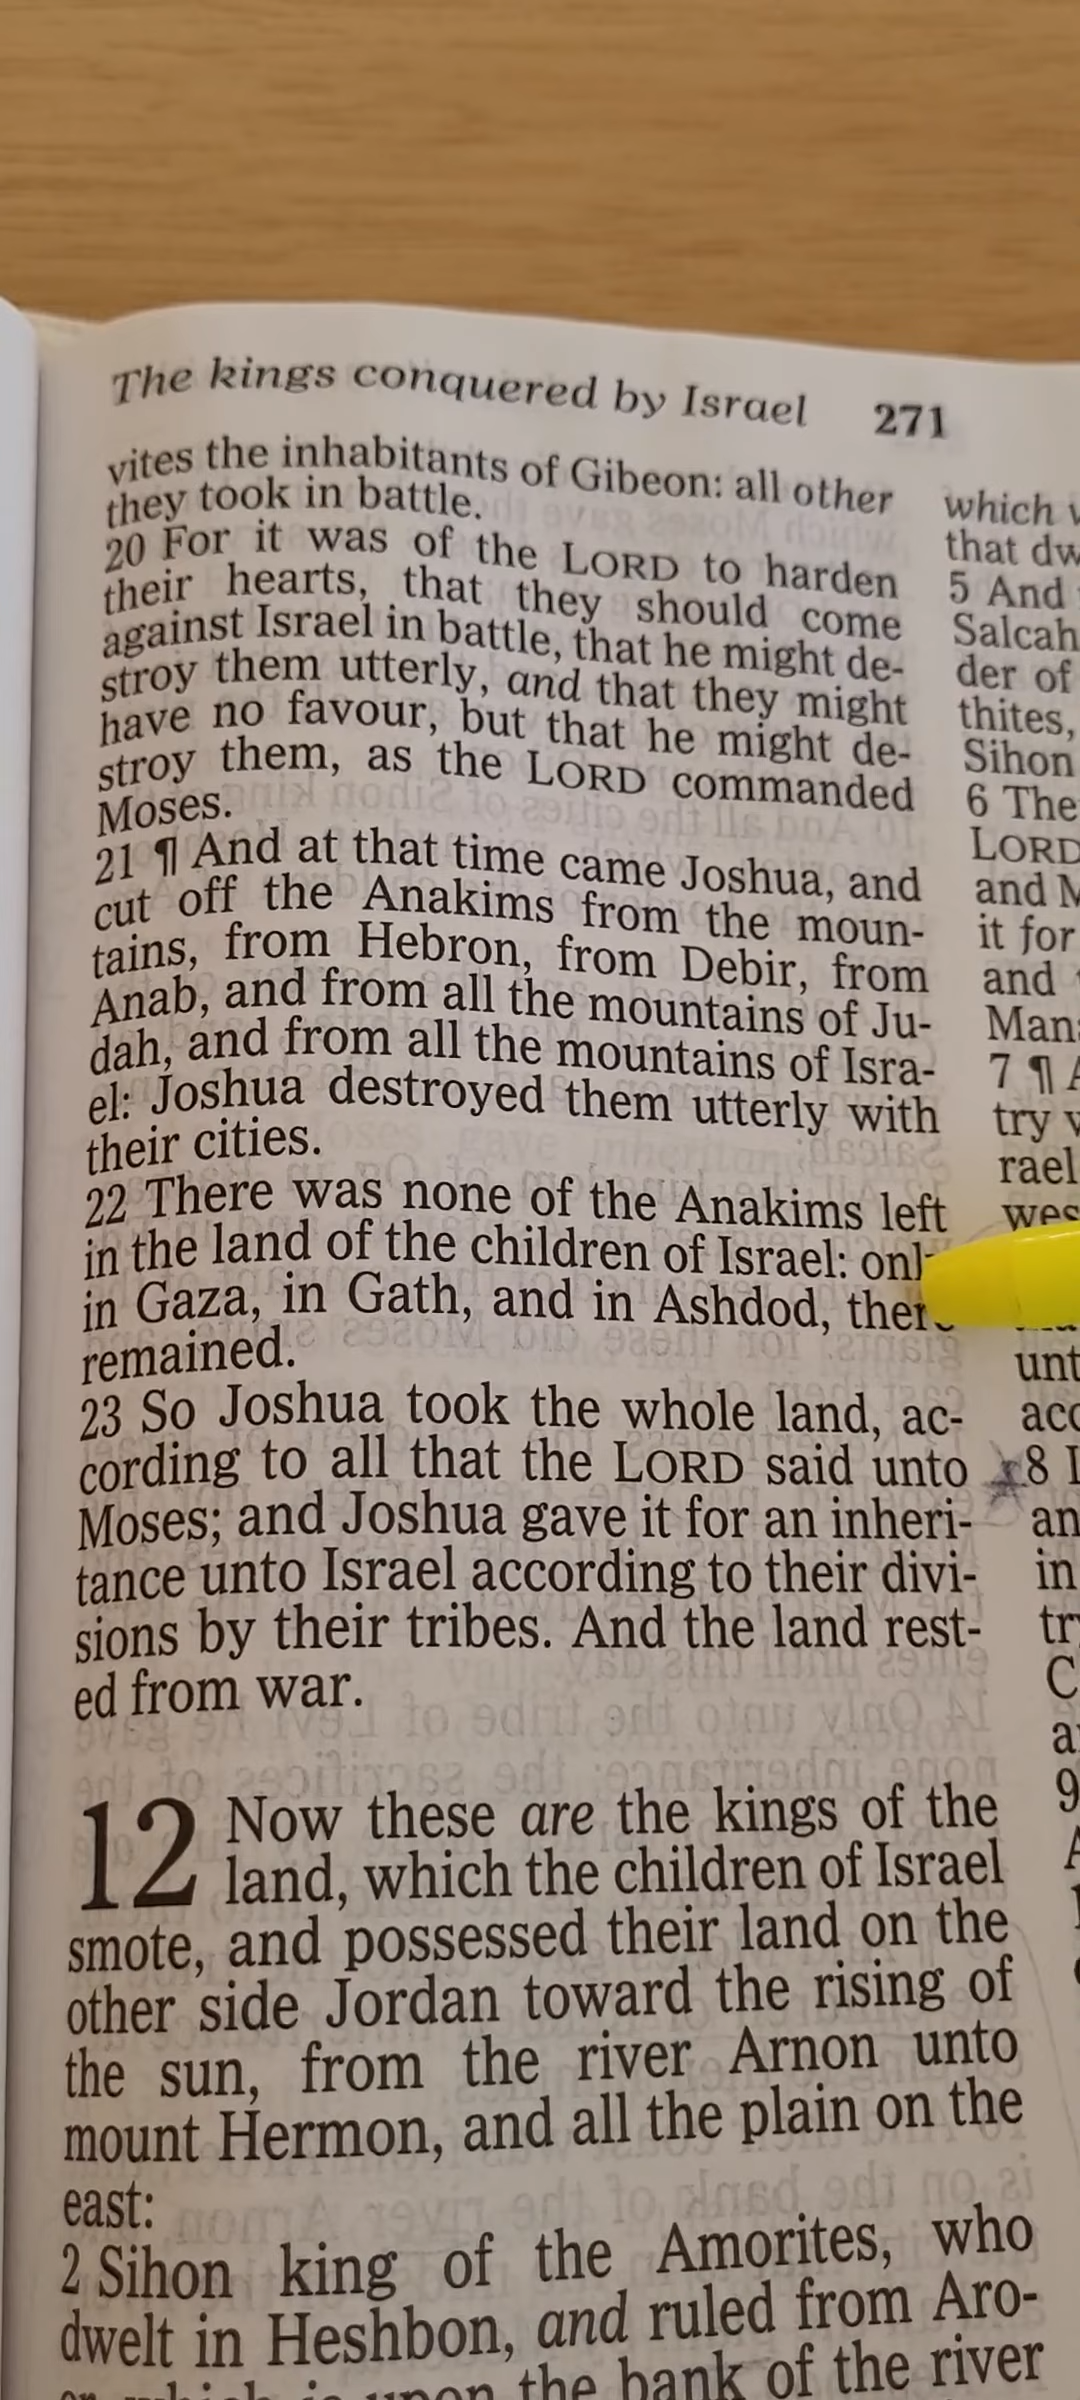 The kings conquered by Israel 271
vites the inhabitants of Gibeon: all other
they took in battle.
20 For it was of the LORD to harden
their hearts, that they should come
against Israel in battle, that he might de-
stroy them utterly, and that they might
have no favour, but that he might de-
stroy them, as the LORD commanded
Moses.
21 ¶ And at that time came Joshua, and
cut off the Anakims from the moun-
tains, from Hebron, from Debir, from
Anab, and from all the mountains of Ju-
dah, and from all the mountains of Isra-
el: Joshua destroyed them utterly with
their cities.
22 There was none of the Anakims left
in the land of the children of Israel:
in Gaza, in Gath, and in Ashdod, there
remained.
23 So Joshua took the whole land, ac-
cording to all that the LORD said unto
Moses; and Joshua gave it for an inheri-
tance unto Israel according to their divi-
sions by their tribes. And the land rest-
ed from war.
12 Now these are the kings of the
land, which the children of Israel
smote, and possessed their land on the
other side Jordan toward the rising of
the sun, from the river Arnon unto
mount Hermon, and all the plain on the
east:
2 Sihon king of the Amorites, who
dwelt in Heshbon, and ruled from Aro-
upon the bank of the river
which
that
5 And
Salcah
der of
thites,
Sihon
6 The
LORD
and
it for
and
7 ¶
try
8
9